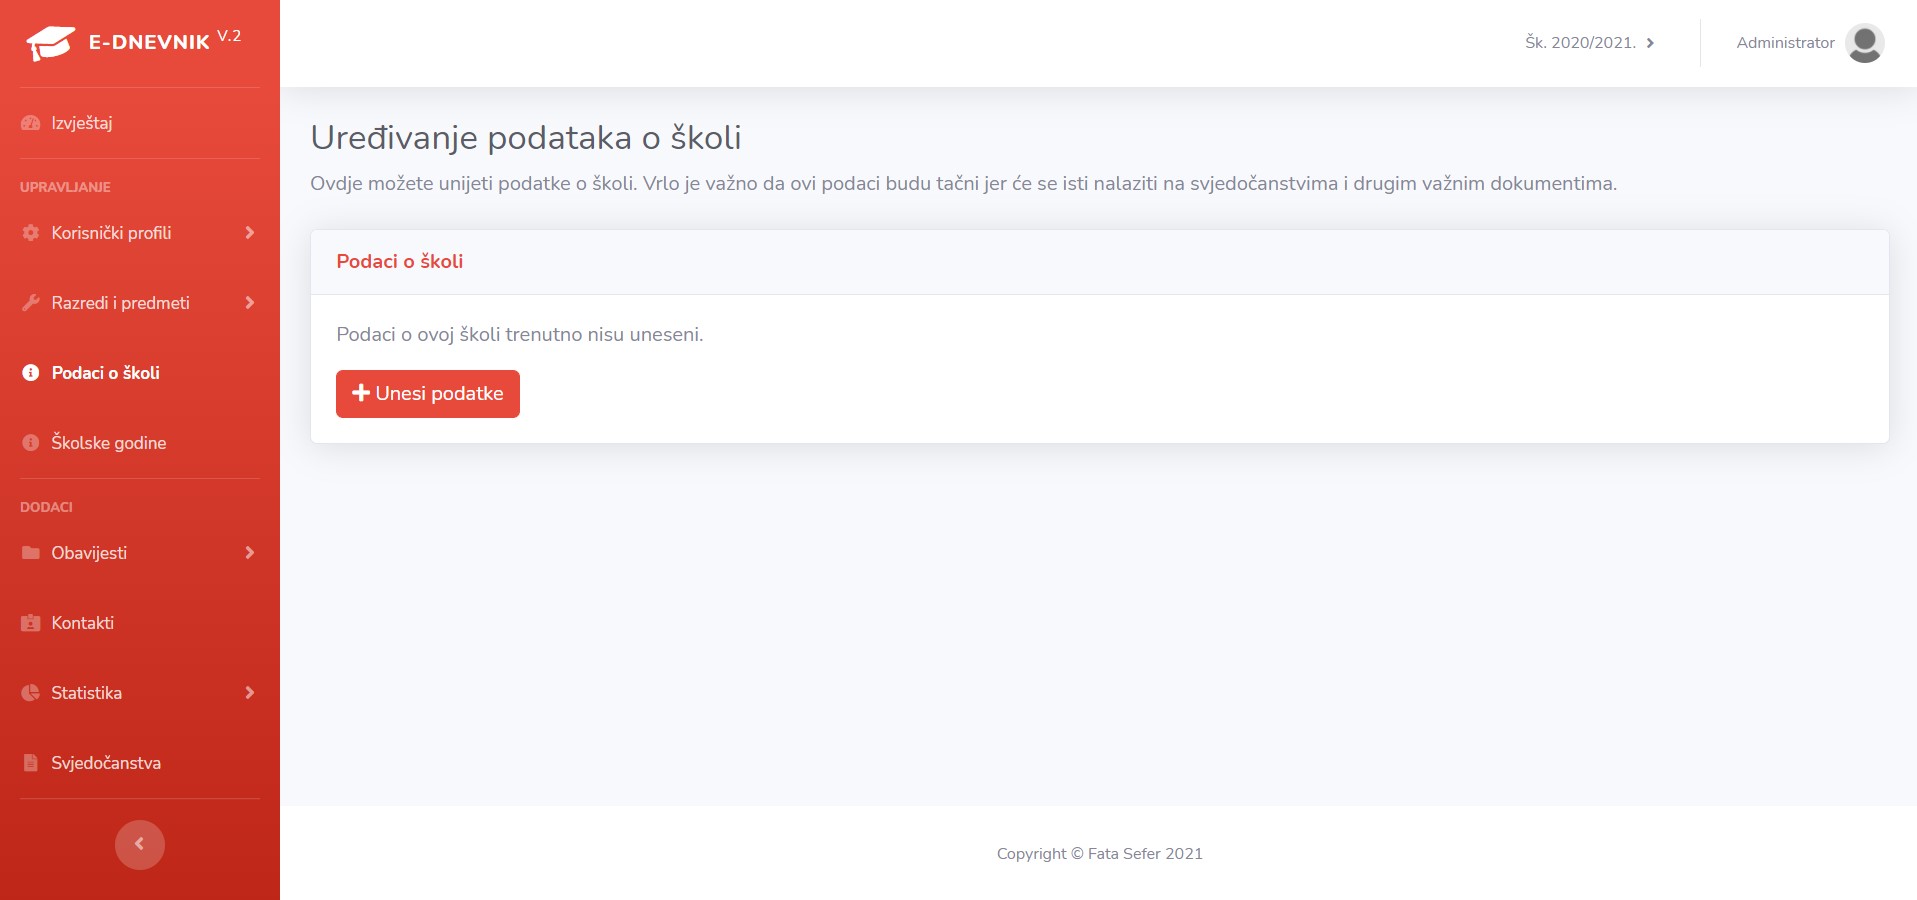 E-DNEVNIK V.2
Izvještaj
UPRAVLJANJE
Korisnički profili
Razredi i predmeti
Podaci o školi
Školske godine
DODACI
Obavijesti
Kontakti
Statistika
Svjedočanstva
Šk. 2020/2021.
Administrator
Uređivanje podataka o školi
Ovdje možete unijeti podatke o školi. Vrlo je važno da ovi podaci budu tačni jer će se isti nalaziti na svjedočanstvima i drugim važnim dokumentima.
Podaci o školi
Podaci o ovoj školi trenutno nisu uneseni.
Unesi podatke
Copyright © Fata Sefer 2021